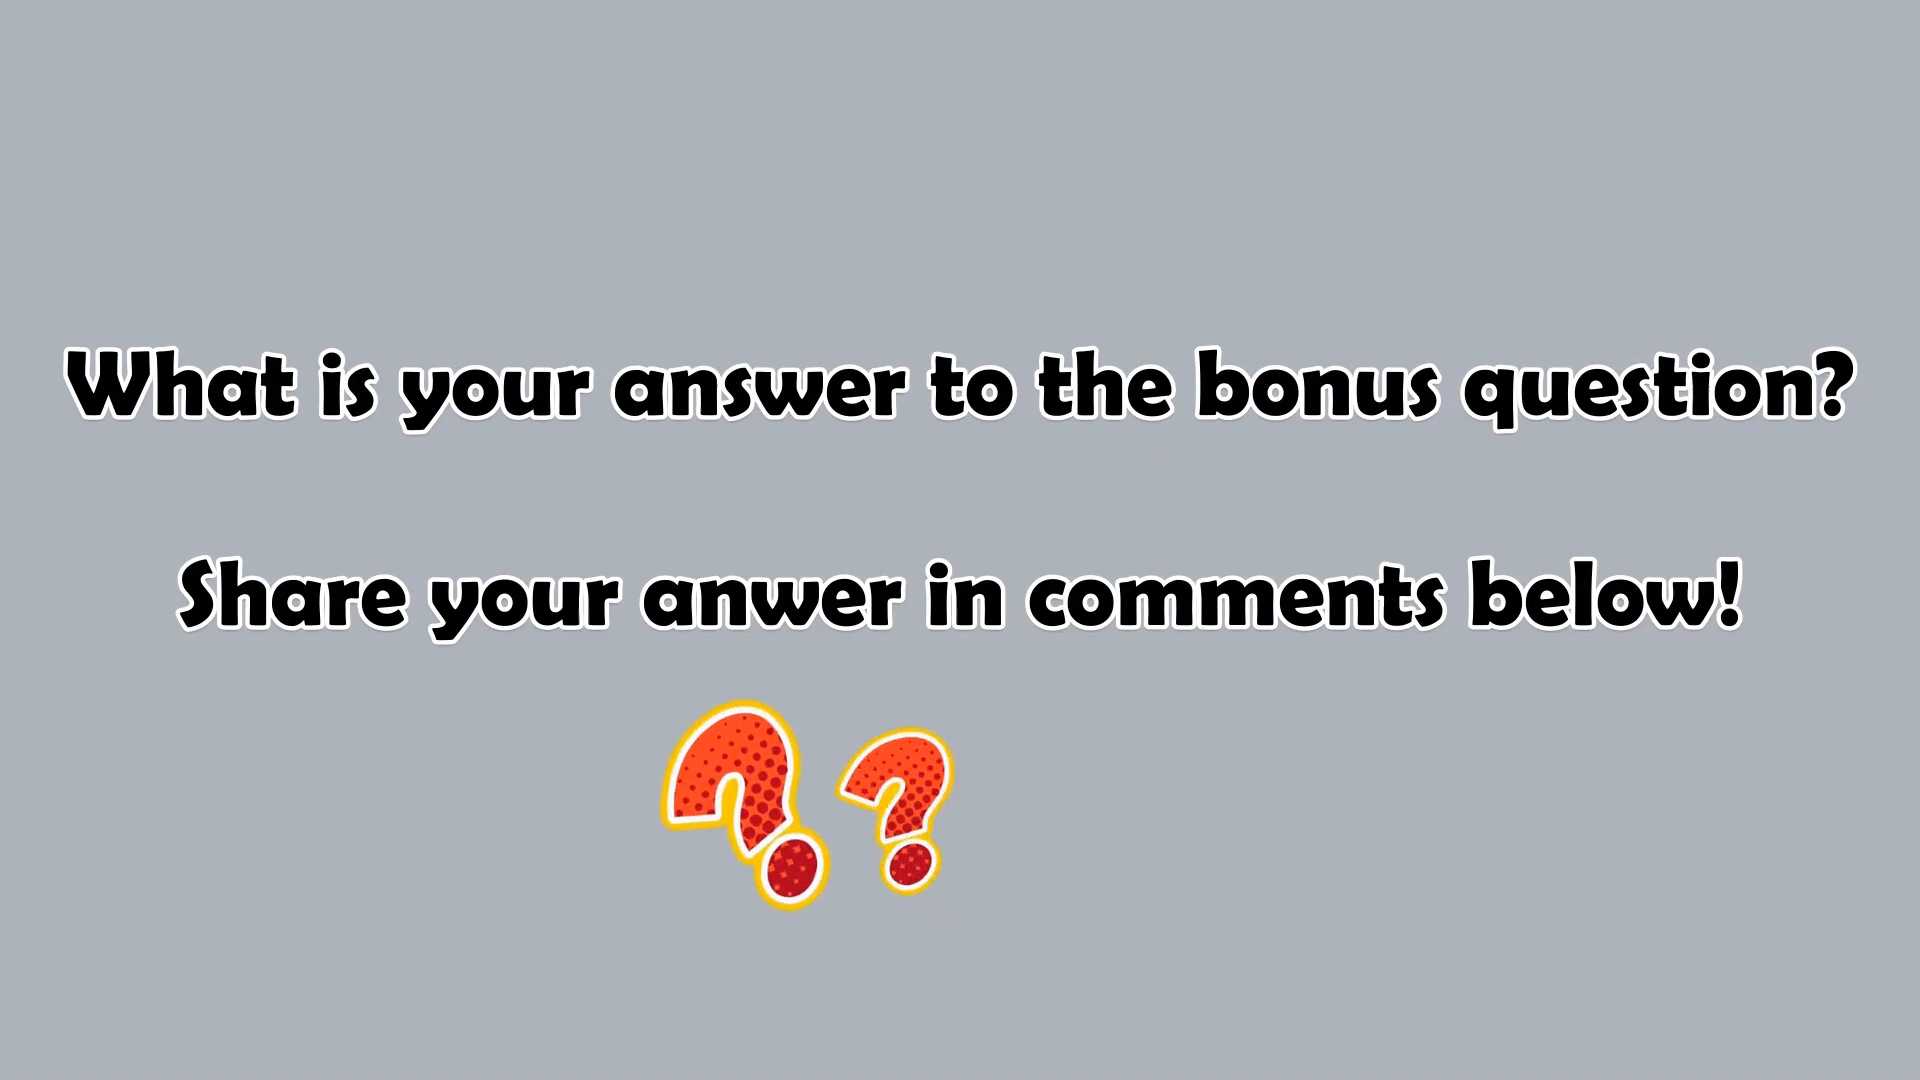 What is your answer to the bonus question?
Share your anwer in comments below!
??